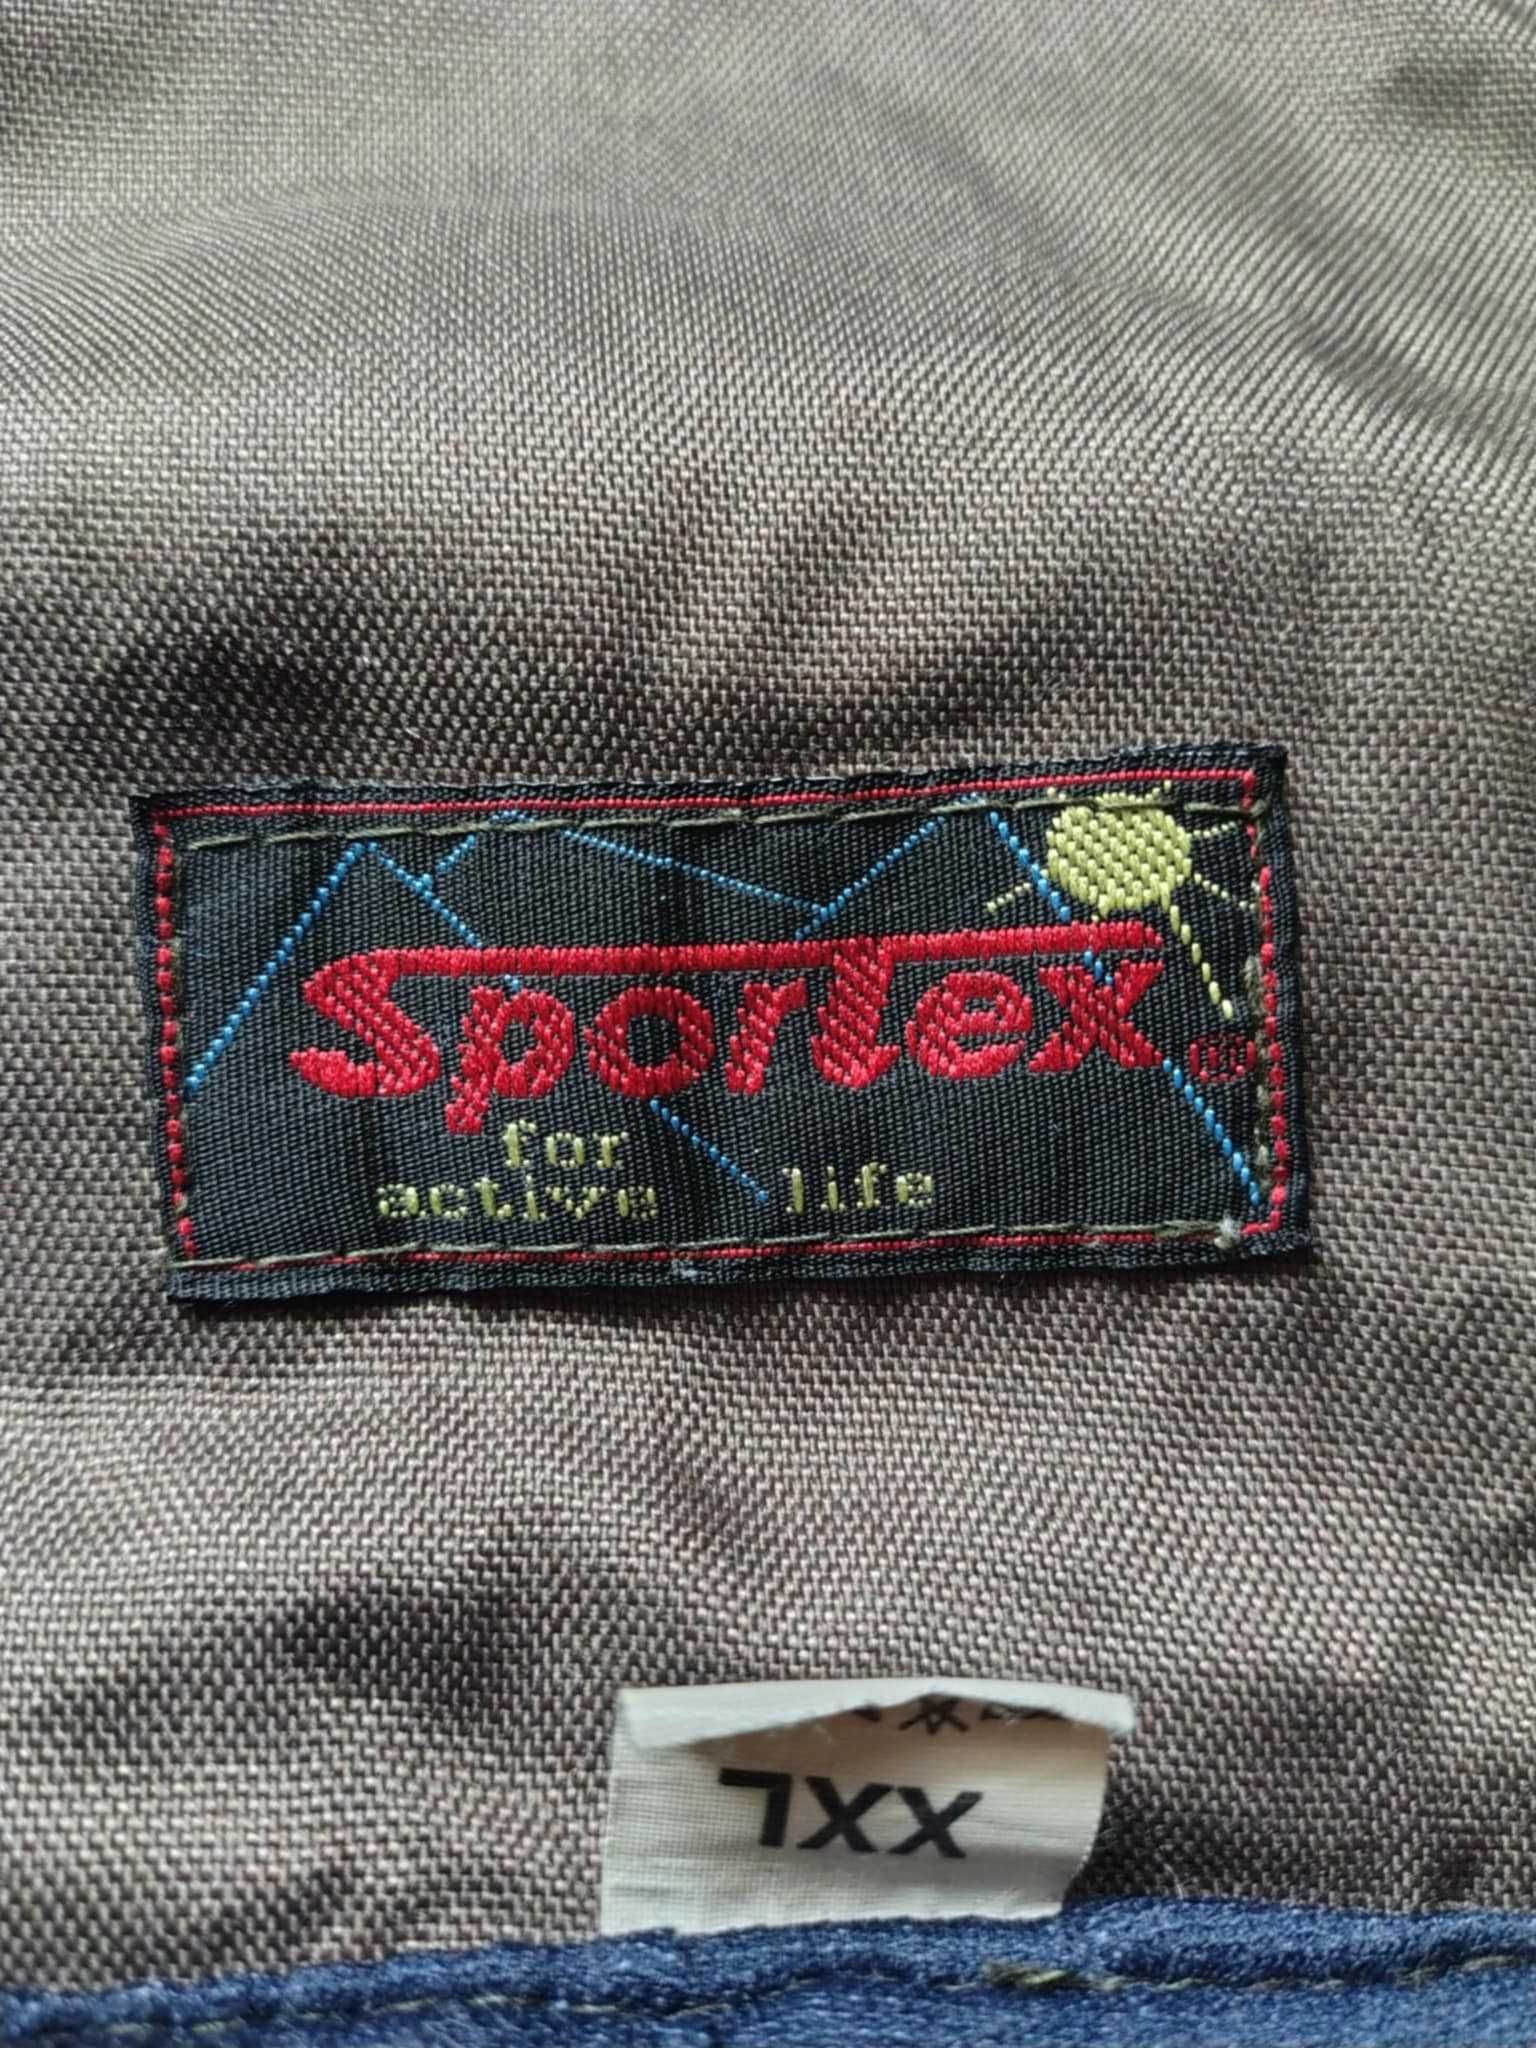 Sportex®
for
active life
XXL